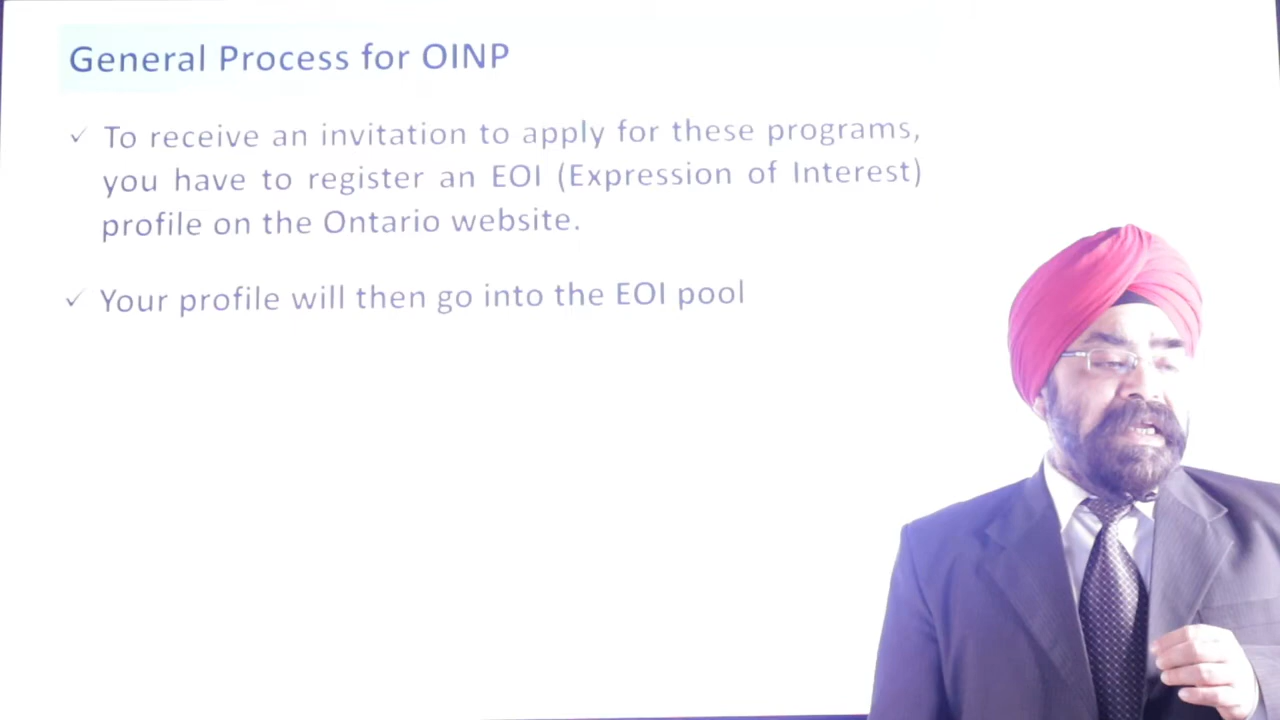 General Process for OINP
✓ To receive an invitation to apply for these programs,
you have to register an EOI (Expression of Interest)
profile on the Ontario website.
✓ Your profile will then go into the EOI pool